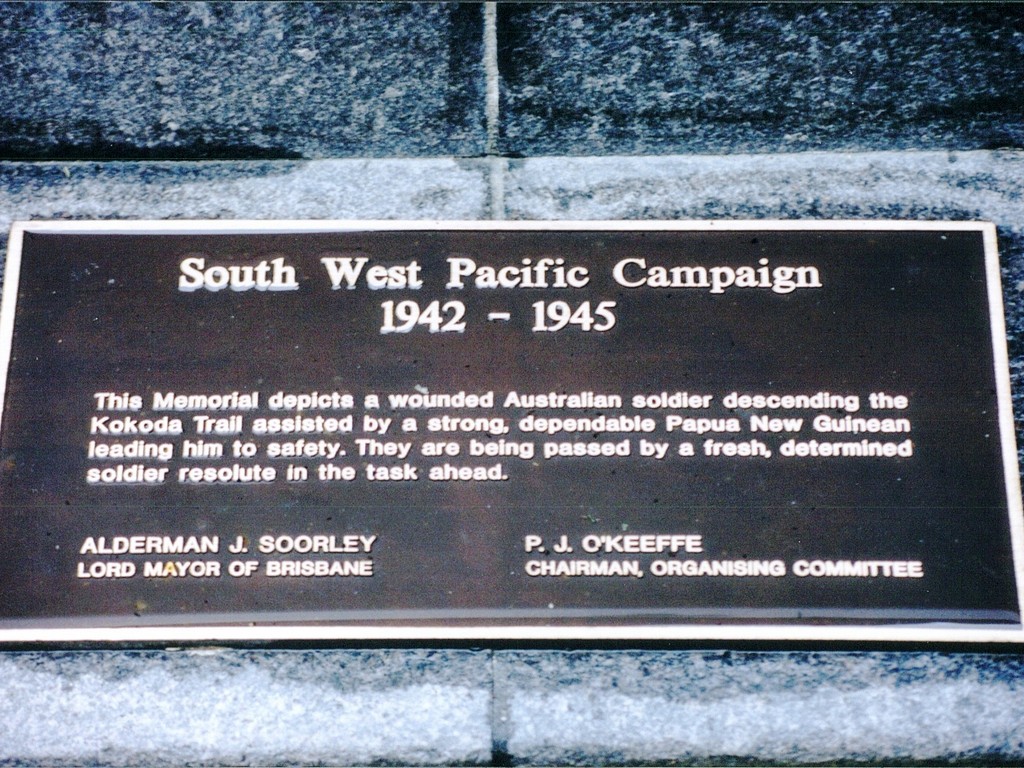 South West Pacific Campaign
1942 - 1945
This Memorial depicts a wounded Australian soldier descending the
Kokoda Trail assisted by a strong, dependable Papua New Guinean
leading him to safety. They are being passed by a fresh, determined
soldier resolute in the task ahead.
ALDERMAN J. SOORLEY
LORD MAYOR OF BRISBANE
P. J. O'KEEFFE
CHAIRMAN, ORGANISING COMMITTEE